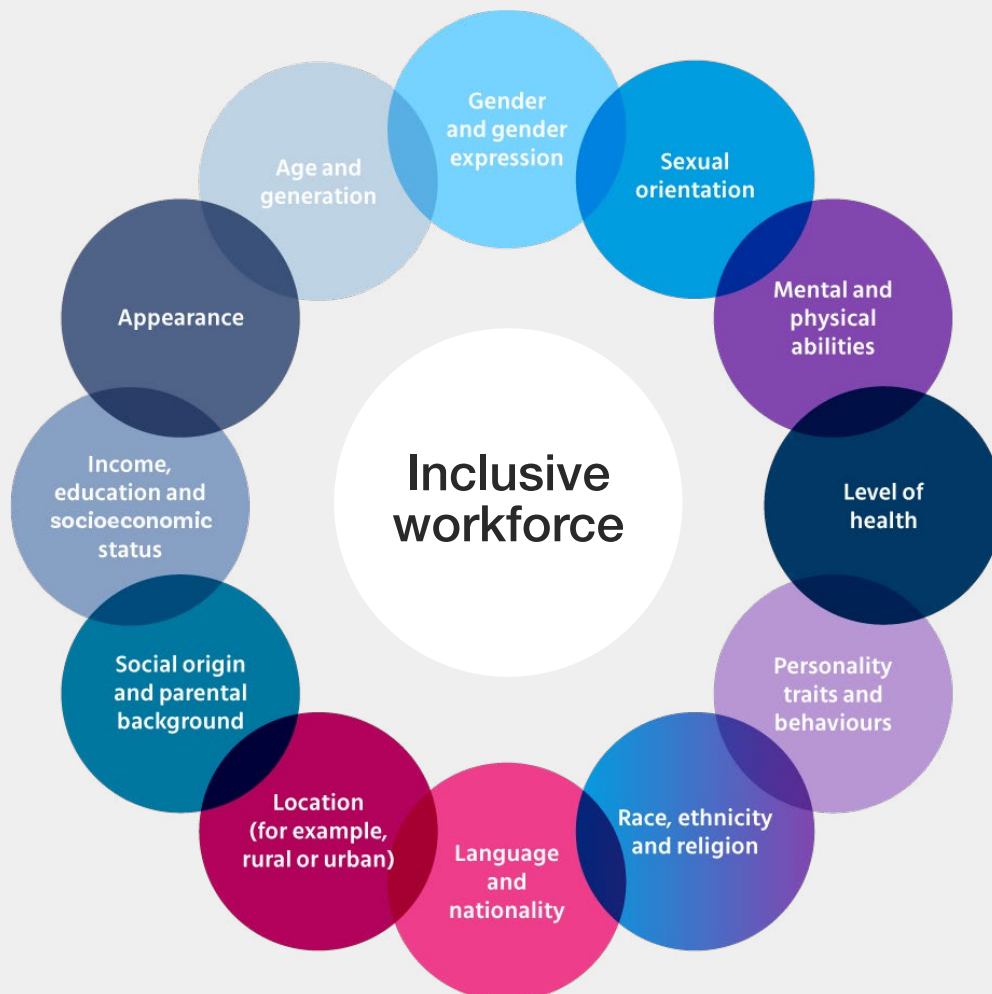 Gender
and gender
expression
Sexual
orientation
Mental and
physical
abilities
Level of
health
Personality
traits and
behaviours
Race, ethnicity
and religion
Language
and
nationality
Location
(for example,
rural or urban)
Social origin
and parental
background
Income,
education and
socioeconomic
status
Appearance
Age and
generation
Inclusive
workforce